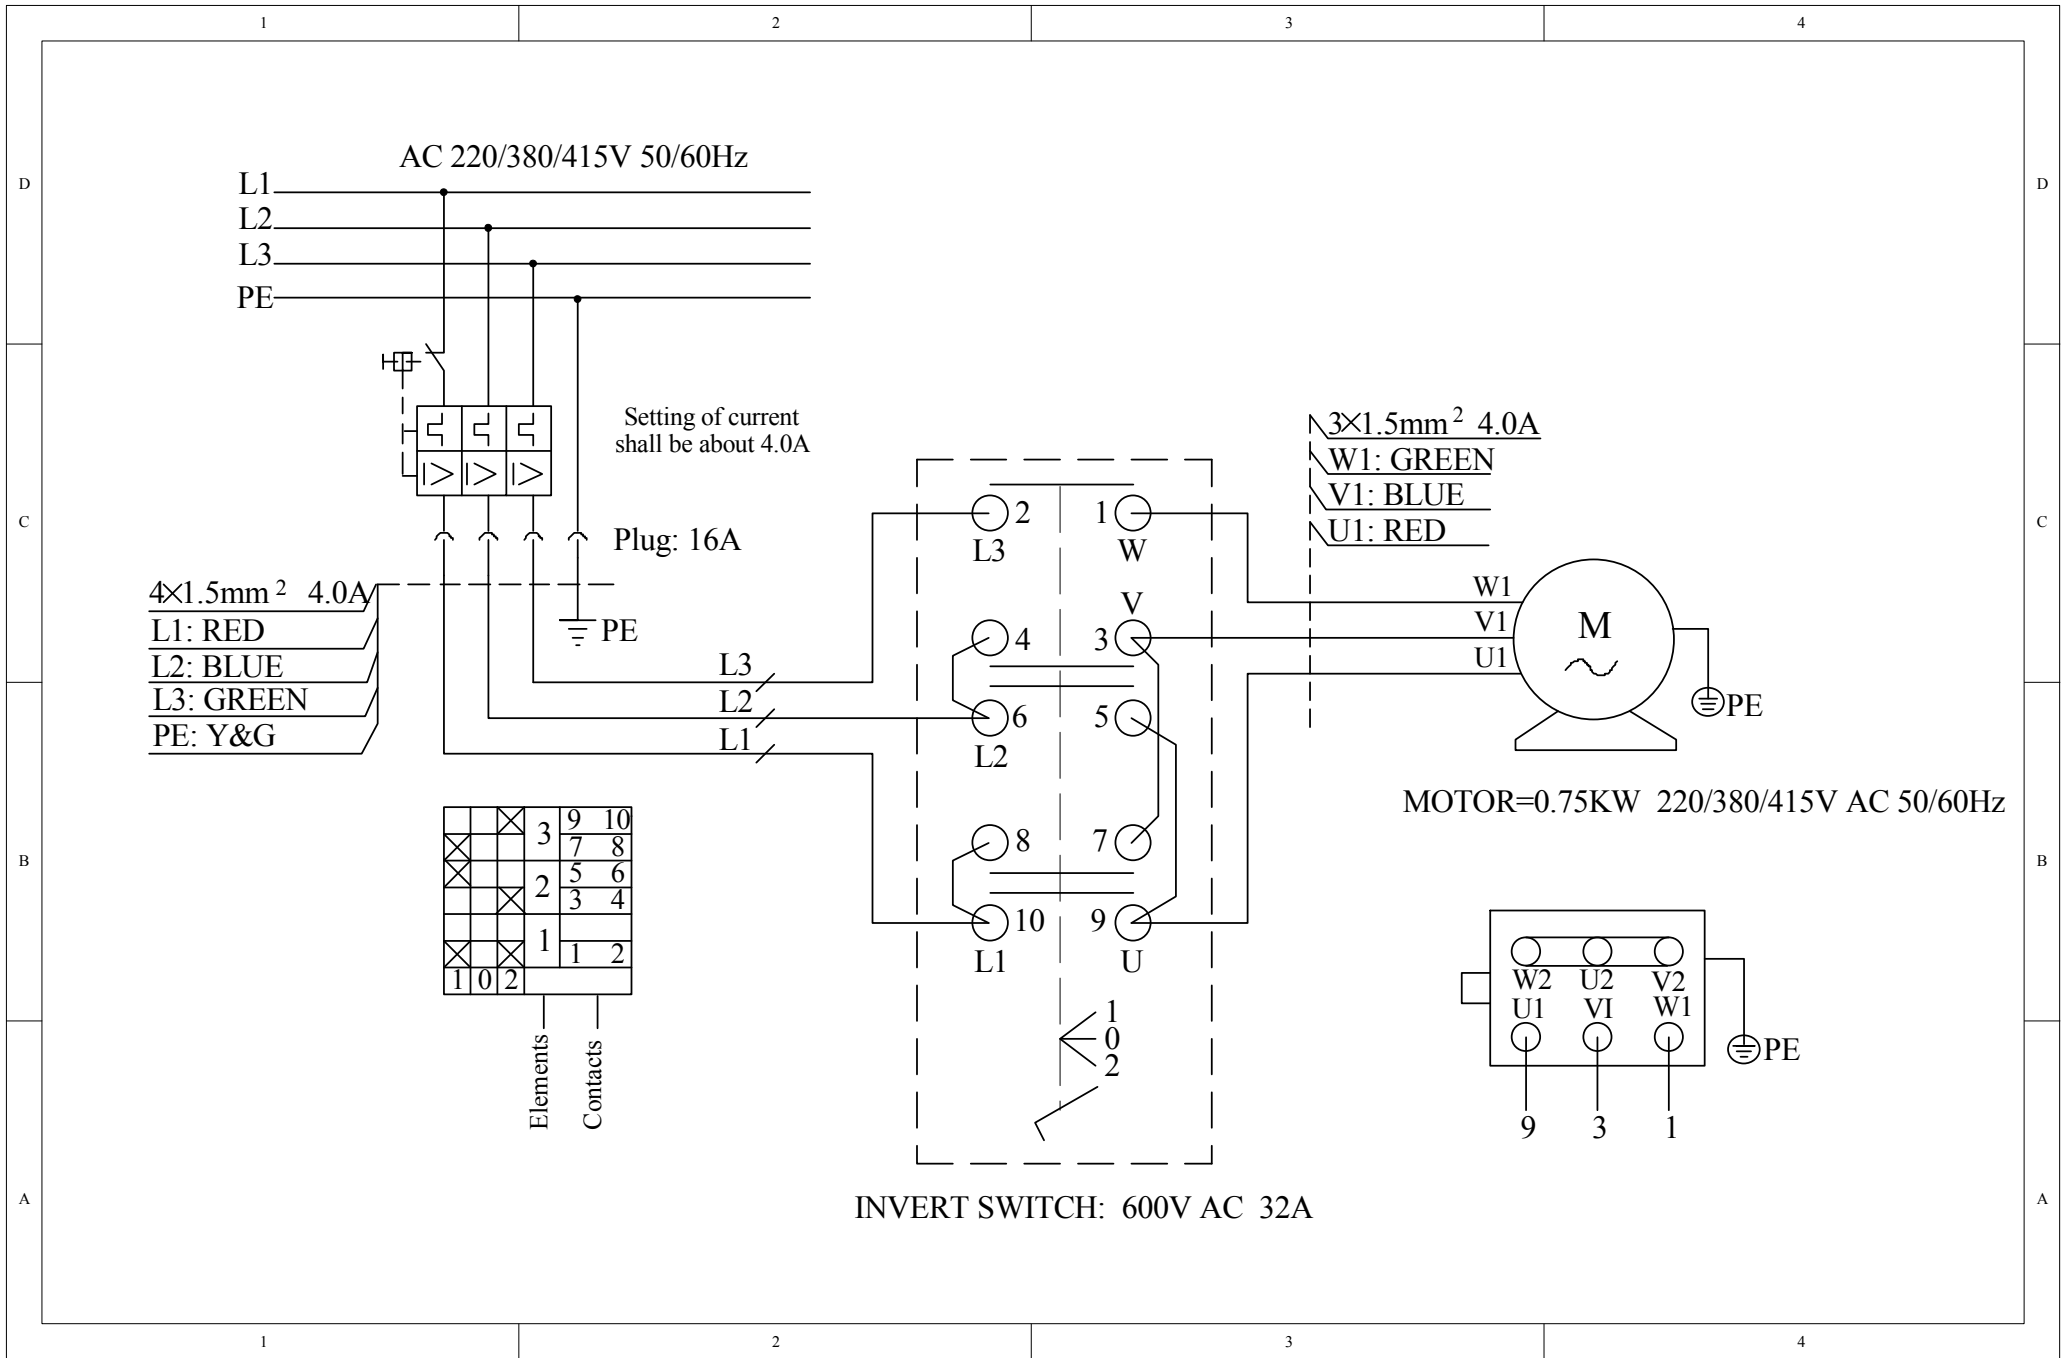 1 2 3 4
D D
AC 220/380/415V 50/60Hz
L1
L2
L3
PE
Setting of current
shall be about 4.0A
C C
Plug: 16A
PE
4×1.5mm² 4.0A
L1: RED
L2: BLUE
L3: GREEN
PE: Y&G
L3
L2
L1
2 1
L3 W
V
4 3
6 5
L2
8 7
10 9
L1 U
1
0
2
INVERT SWITCH: 600V AC 32A
3×1.5mm² 4.0A
W1: GREEN
V1: BLUE
U1: RED
W1
V1
U1
M
PE
MOTOR=0.75KW 220/380/415V AC 50/60Hz
B B
3 9 10
7 8
2 5 6
3 4
1
1 2
1 0 2
Elements
Contacts
W2 U2 V2
U1 VI W1
PE
9 3 1
A A
1 2 3 4